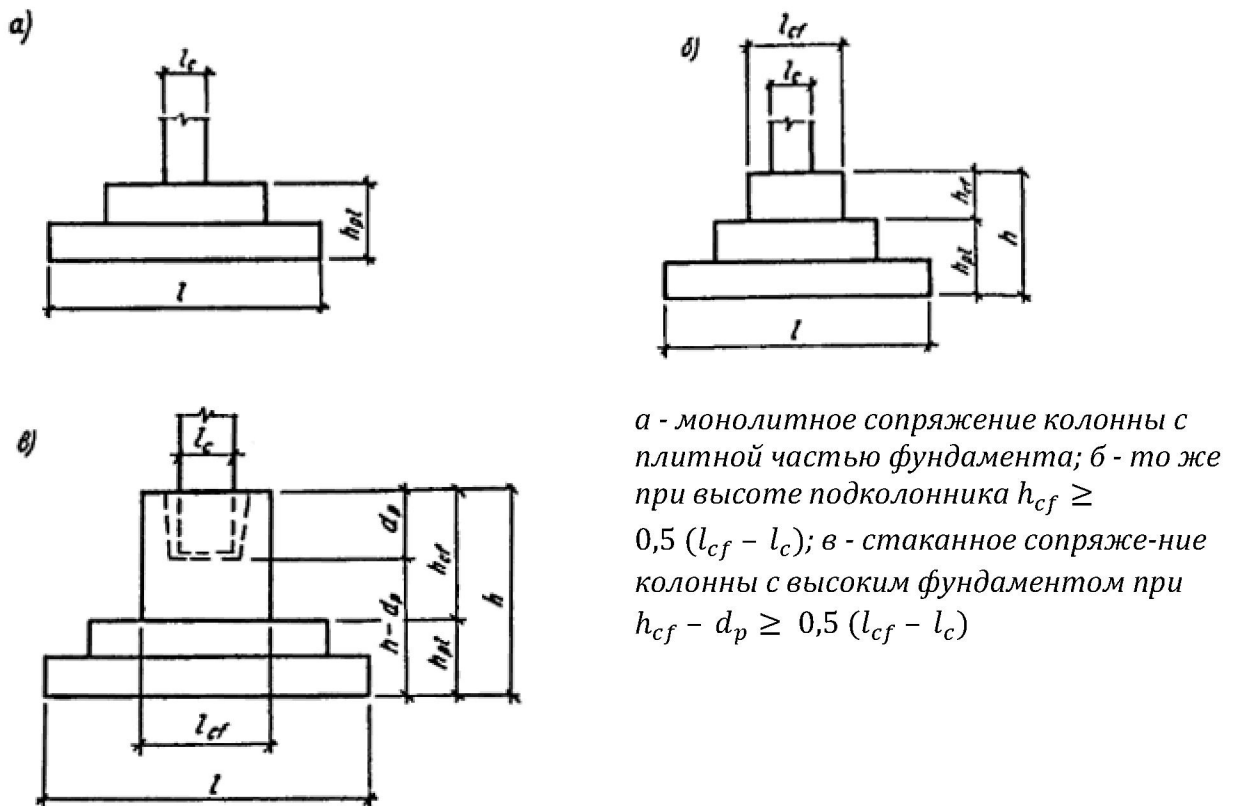 а)
l_c
h_pl
l
б)
l_cf
l_c
h_cf
h_pl
h
l
в)
l_c
d_p
h_cf
h
h - d_p
h_pl
l_cf
l
а - монолитное сопряжение колонны с
плитной частью фундамента; б - то же
при высоте подколонника h_cf ≥
0,5 (l_cf – l_c); в - стаканное сопряже-ние
колонны с высоким фундаментом при
h_cf – d_p ≥ 0,5 (l_cf – l_c)